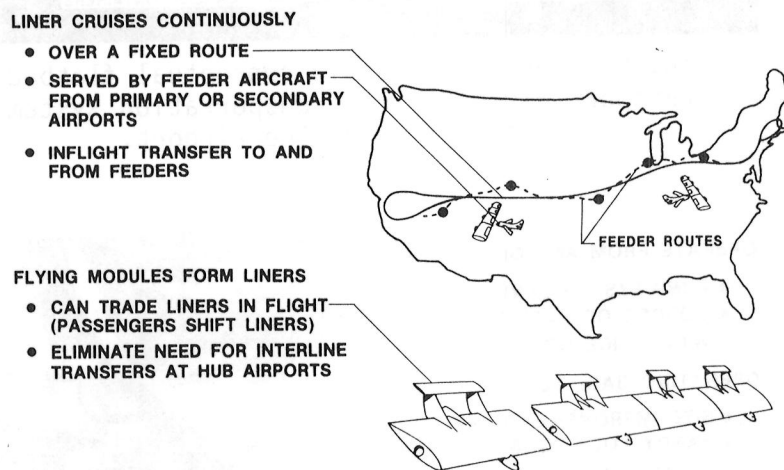 LINER CRUISES CONTINUOUSLY
● OVER A FIXED ROUTE
● SERVED BY FEEDER AIRCRAFT
FROM PRIMARY OR SECONDARY
AIRPORTS
● INFLIGHT TRANSFER TO AND
FROM FEEDERS
FEEDER ROUTES
FLYING MODULES FORM LINERS
● CAN TRADE LINERS IN FLIGHT
(PASSENGERS SHIFT LINERS)
● ELIMINATE NEED FOR INTERLINE
TRANSFERS AT HUB AIRPORTS